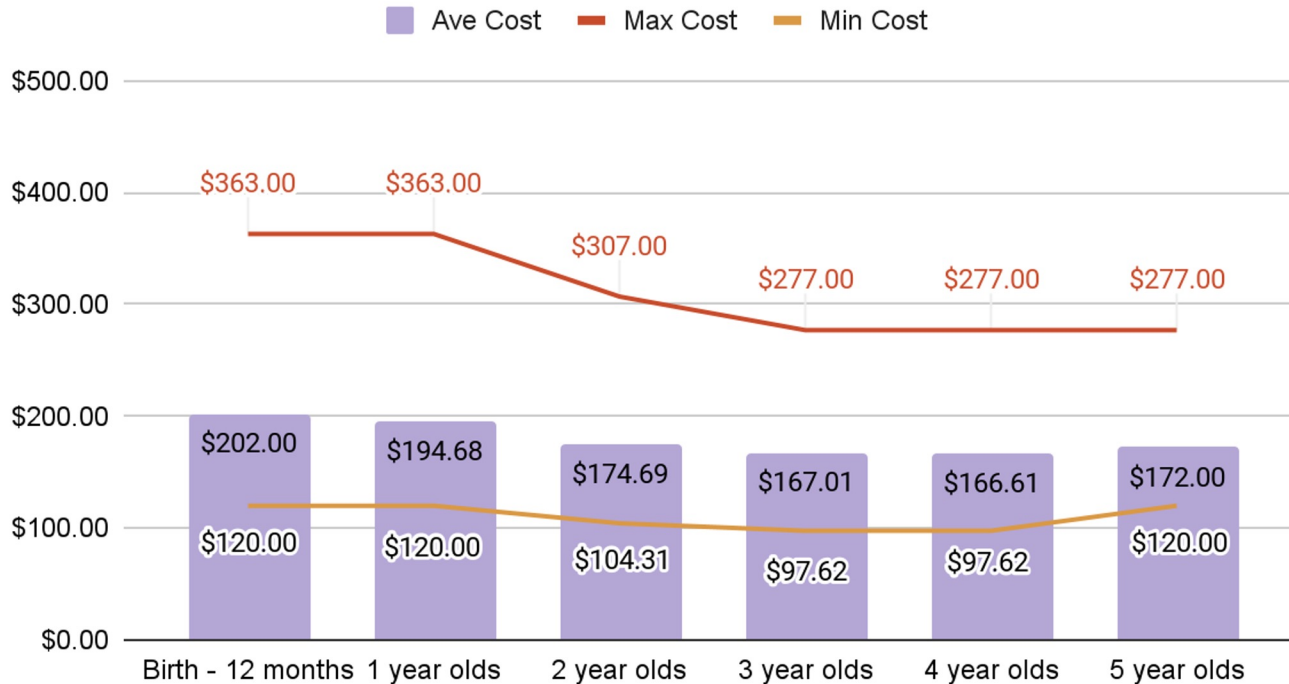 Ave Cost Max Cost Min Cost
$500.00
$400.00
$300.00
$200.00
$100.00
$0.00
$363.00 $363.00
$307.00
$277.00 $277.00 $277.00
$202.00 $194.68 $174.69 $167.01 $166.61 $172.00
$120.00 $120.00 $104.31 $97.62 $97.62 $120.00
Birth - 12 months 1 year olds 2 year olds 3 year olds 4 year olds 5 year olds